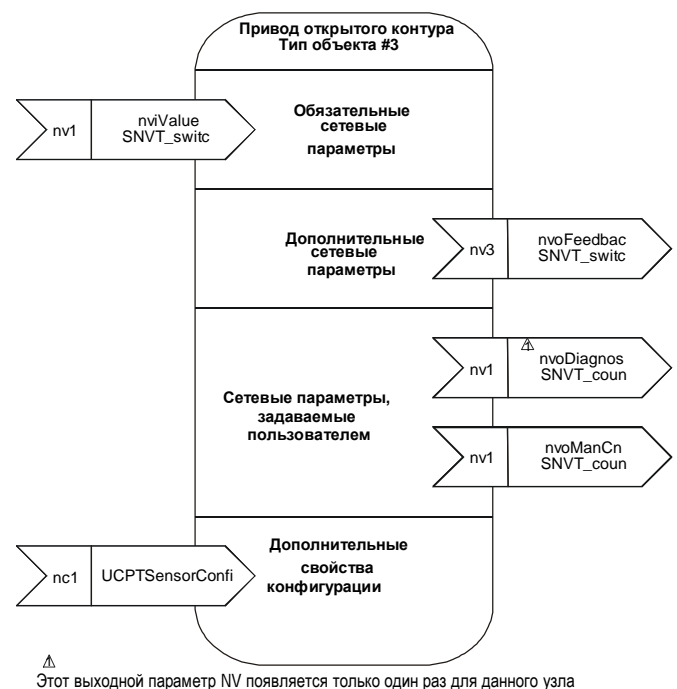 Привод открытого контура
Тип объекта #3
nv1
nviValue
SNVT_switc
Обязательные
сетевые
параметры
Дополнительные
сетевые
параметры
nv3
nvoFeedbac
SNVT_switc
nv1
nvoDiagnos
SNVT_coun
Сетевые параметры,
задаваемые
пользователем
nv1
nvoManCn
SNVT_coun
nc1
UCPTSensorConfi
Дополнительные
свойства
конфигурации
Этот выходной параметр NV появляется только один раз для данного узла